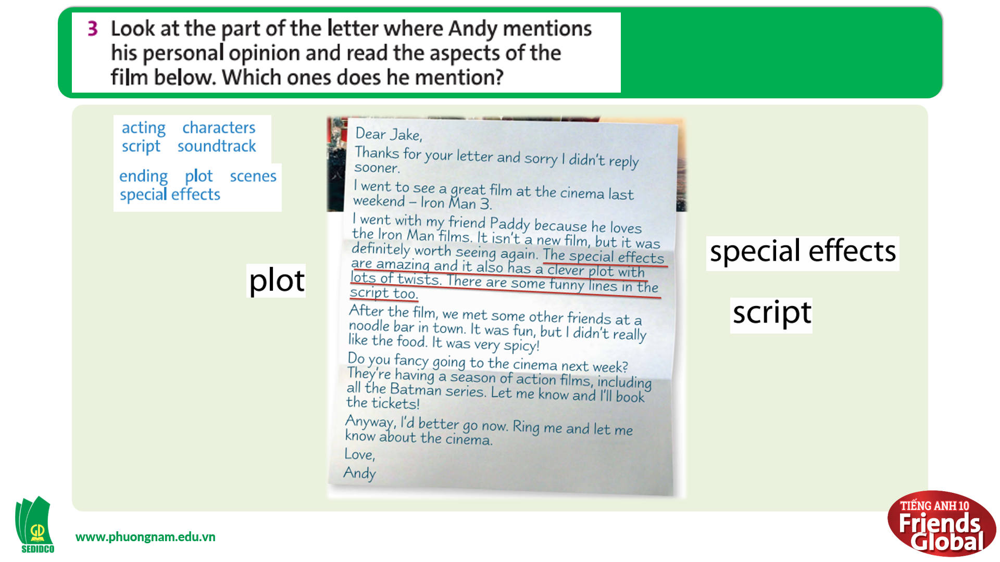 3 Look at the part of the letter where Andy mentions
his personal opinion and read the aspects of the
film below. Which ones does he mention?
acting characters
script soundtrack
ending plot scenes
special effects
Dear Jake,
Thanks for your letter and sorry I didn't reply
sooner.
I went to see a great film at the cinema last
weekend – Iron Man 3.
I went with my friend Paddy because he loves
the Iron Man films. It isn't a new film, but it was
definitely worth seeing again. The special effects
are amazing and it also has a clever plot with
lots of twists. There are some funny lines in the
script too.
After the film, we met some other friends at a
noodle bar in town. It was fun, but I didn't really
like the food. It was very spicy!
Do you fancy going to the cinema next week?
They're having a season of action films, including
all the Batman series. Let me know and I'll book
the tickets!
Anyway, I'd better go now. Ring me and let me
know about the cinema.
Love,
Andy
plot
special effects
script
GD
SEDIDCO
www.phuongnam.edu.vn
TIẾNG ANH 10
Friends
Global